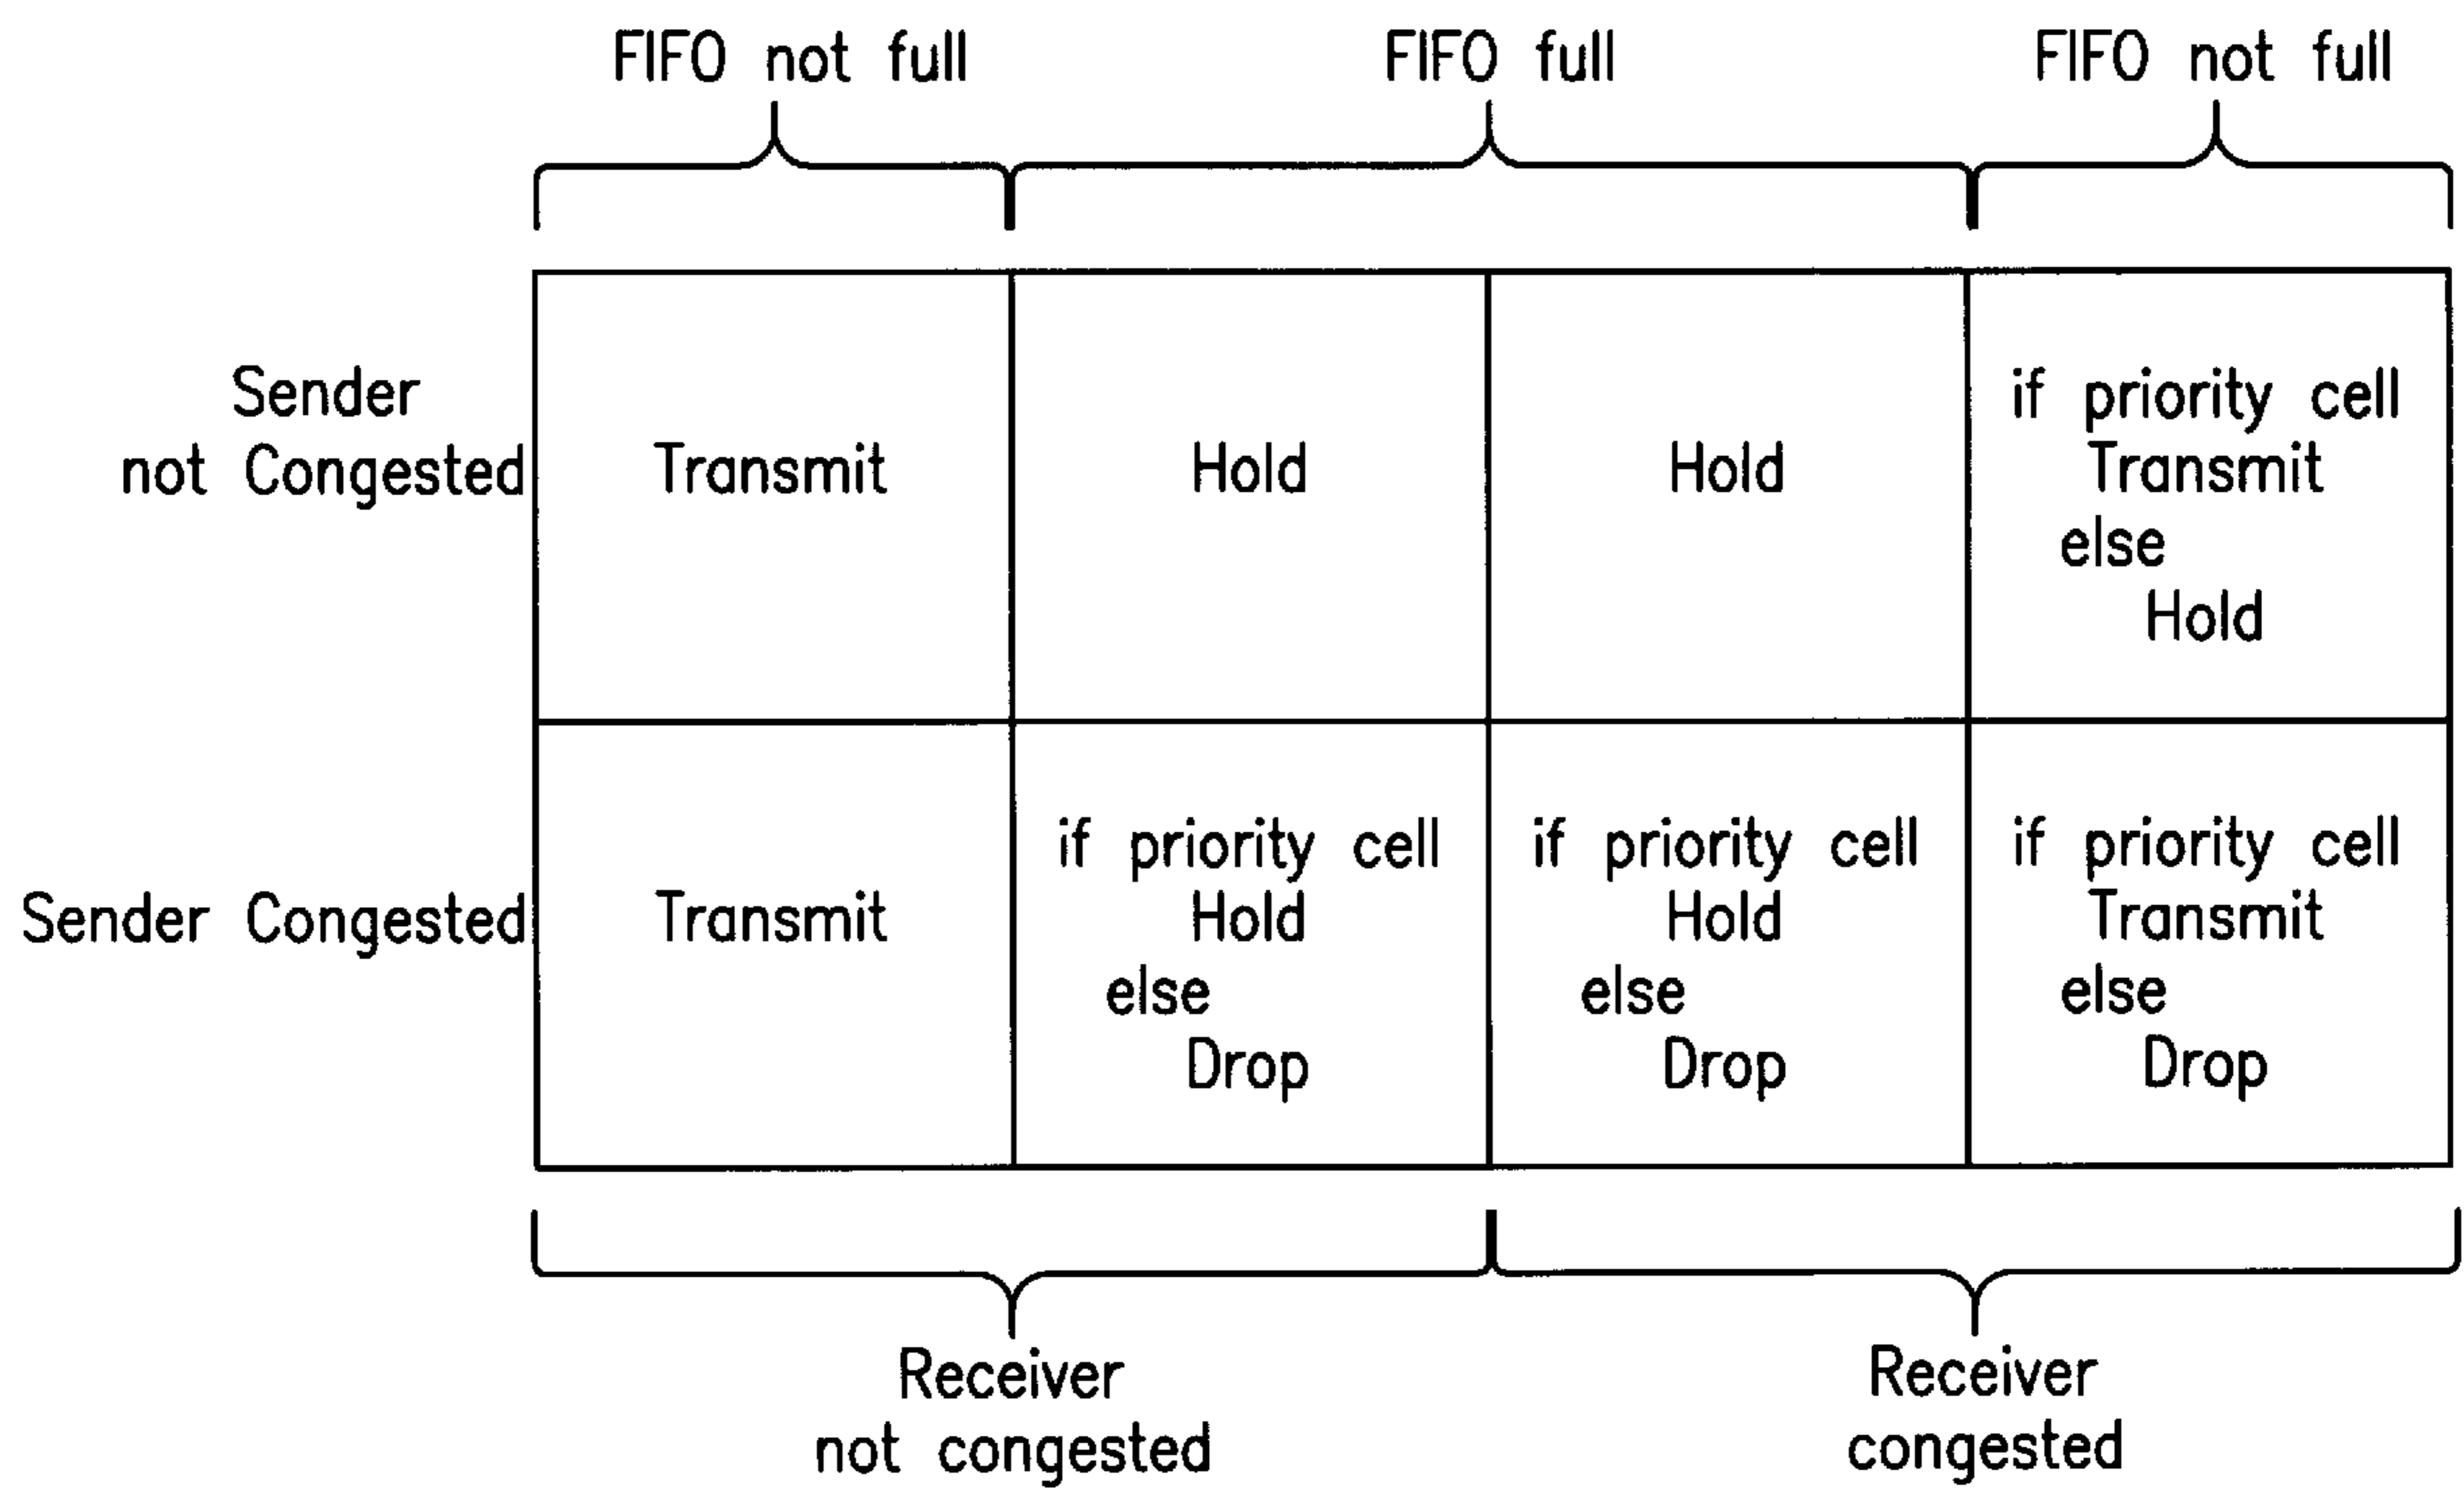 FIFO not full
FIFO full
FIFO not full
Sender
not Congested
Transmit
Hold
Hold
if priority cell
Transmit
else
Hold
Sender Congested
Transmit
if priority cell
Hold
else
Drop
if priority cell
Hold
else
Drop
if priority cell
Transmit
else
Drop
Receiver
not congested
Receiver
congested